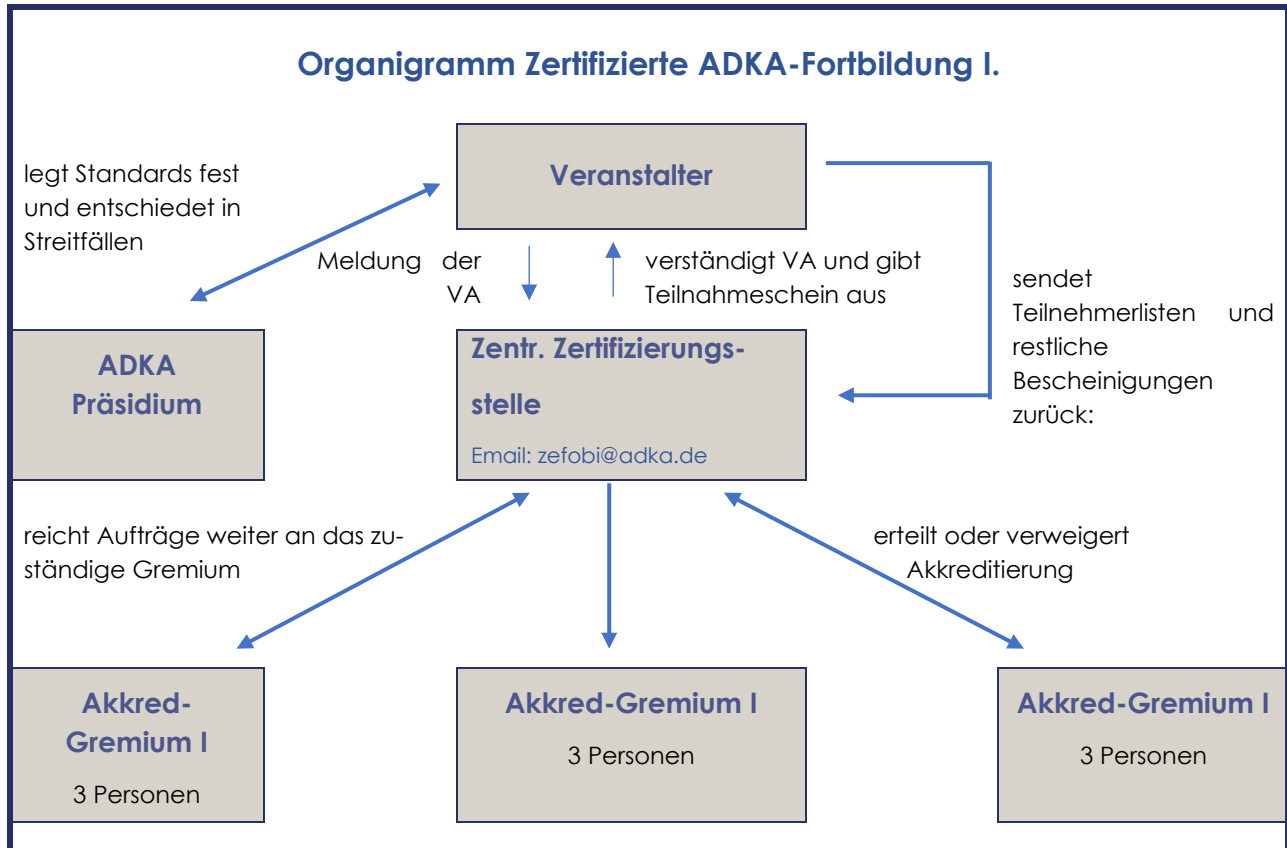 Organigramm Zertifizierte ADKA-Fortbildung I.
Veranstalter
legt Standards fest
und entschiedet in
Streitfällen
Meldung der
VA
verständigt VA und gibt
Teilnahmeschein aus
sendet
Teilnehmerlisten und
restliche
Bescheinigungen
zurück:
ADKA
Präsidium
Zentr. Zertifizierungs-
stelle
Email: zefobi@adka.de
reicht Aufträge weiter an das zu-
ständige Gremium
erteilt oder verweigert
Akkreditierung
Akkred-
Gremium I
3 Personen
Akkred-Gremium I
3 Personen
Akkred-Gremium I
3 Personen